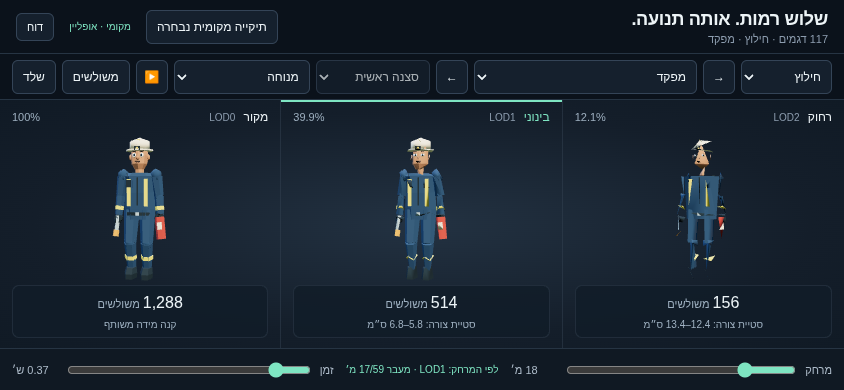 שלוש רמות. אותה תנועה.
117 דגמים · חילוץ · מפקד
תיקייה מקומית נבחרה
מקומי · אופליין
דוח
חילוץ
→
מפקד
←
סצנה ראשית
מנוחה
▶️
משולשים
שלד
רחוק LOD2 12.1%
בינוני LOD1 39.9%
מקור LOD0 100%
156 משולשים
סטיית צורה: 12.4–13.4 ס״מ
514 משולשים
סטיית צורה: 5.8–6.8 ס״מ
1,288 משולשים
קנה מידה משותף
מרחק
18 מ׳
לפי המרחק: LOD1 · מעבר 17/59 מ׳
זמן
0.37 ש׳